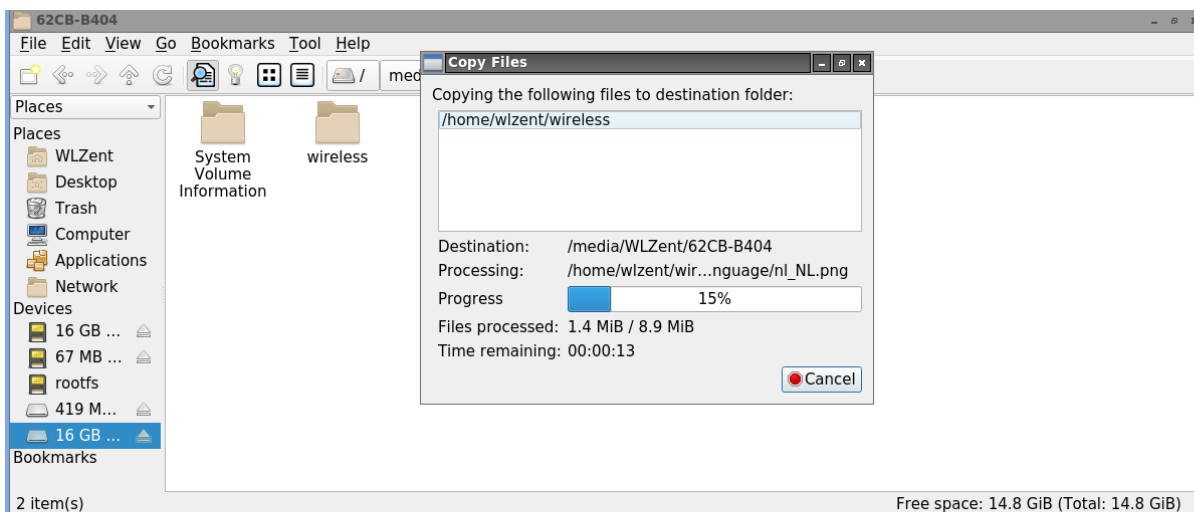 62CB-B404
File Edit View Go Bookmarks Tool Help
/ med
Places
Places
WLZent
Desktop
Trash
Computer
Applications
Network
Devices
16 GB ...
67 MB ...
rootfs
419 M...
16 GB ...
Bookmarks
System
Volume
Information
wireless
Copy Files
Copying the following files to destination folder:
/home/wlzent/wireless
Destination: /media/WLZent/62CB-B404
Processing: /home/wlzent/wir...nguage/nl_NL.png
Progress 15%
Files processed: 1.4 MiB / 8.9 MiB
Time remaining: 00:00:13
Cancel
2 item(s)
Free space: 14.8 GiB (Total: 14.8 GiB)